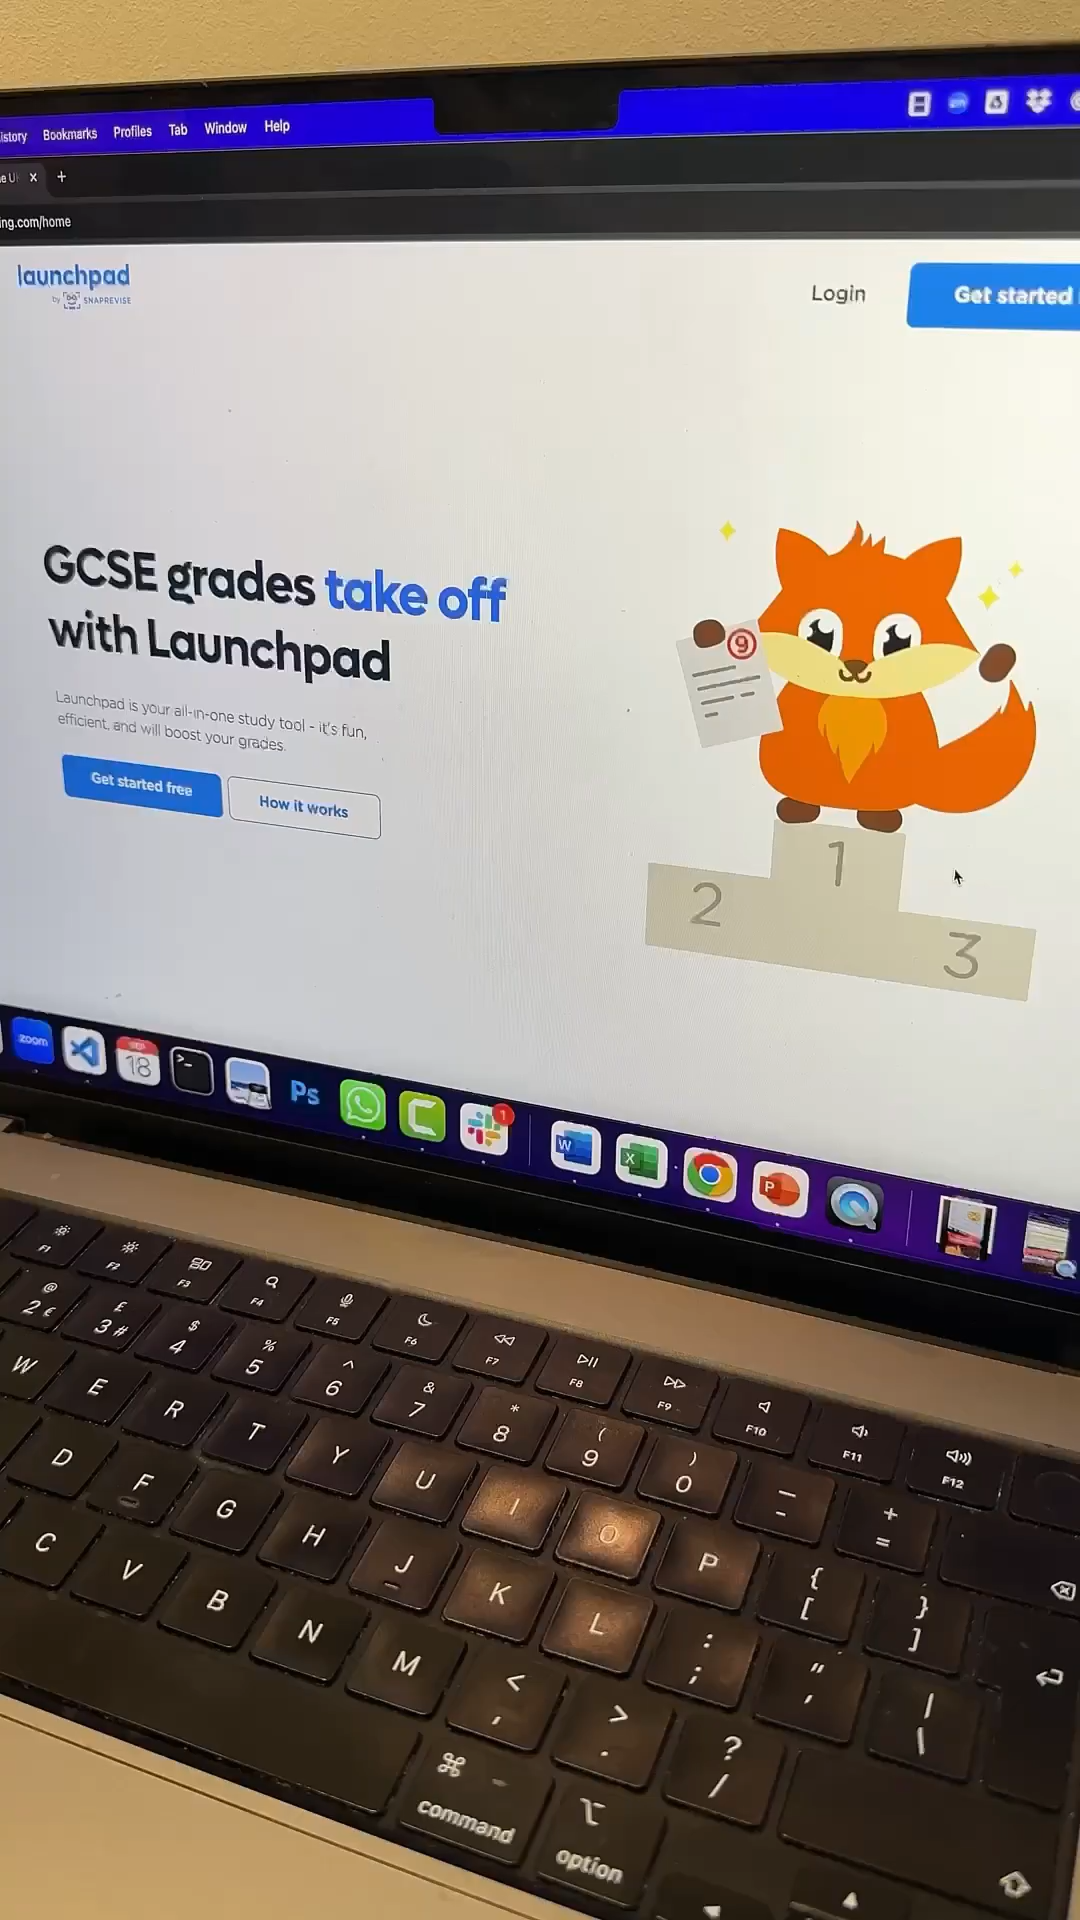 Bookmarks Profiles Tab Window Help
ing.com/home
launchpad
by SNAPREVISE
Login
Get started
GCSE grades take off
with Launchpad
Launchpad is your all-in-one study tool - it's fun,
efficient, and will boost your grades.
Get started free
How it works
9
1
2
3
zoom
18
Ps
1
W
X
P
F1
F2
F3
F4
F5
F6
F7
F8
F9
F10
F11
F12
@ 2 €
£ 3 #
$ 4
% 5
^ 6
& 7
* 8
( 9
) 0
_ -
+ =
W E R T Y U I O P { [ } ]
D F G H J K L : ; " ' | \
C V B N M < , > . ? /
⌘ command
⌥ option